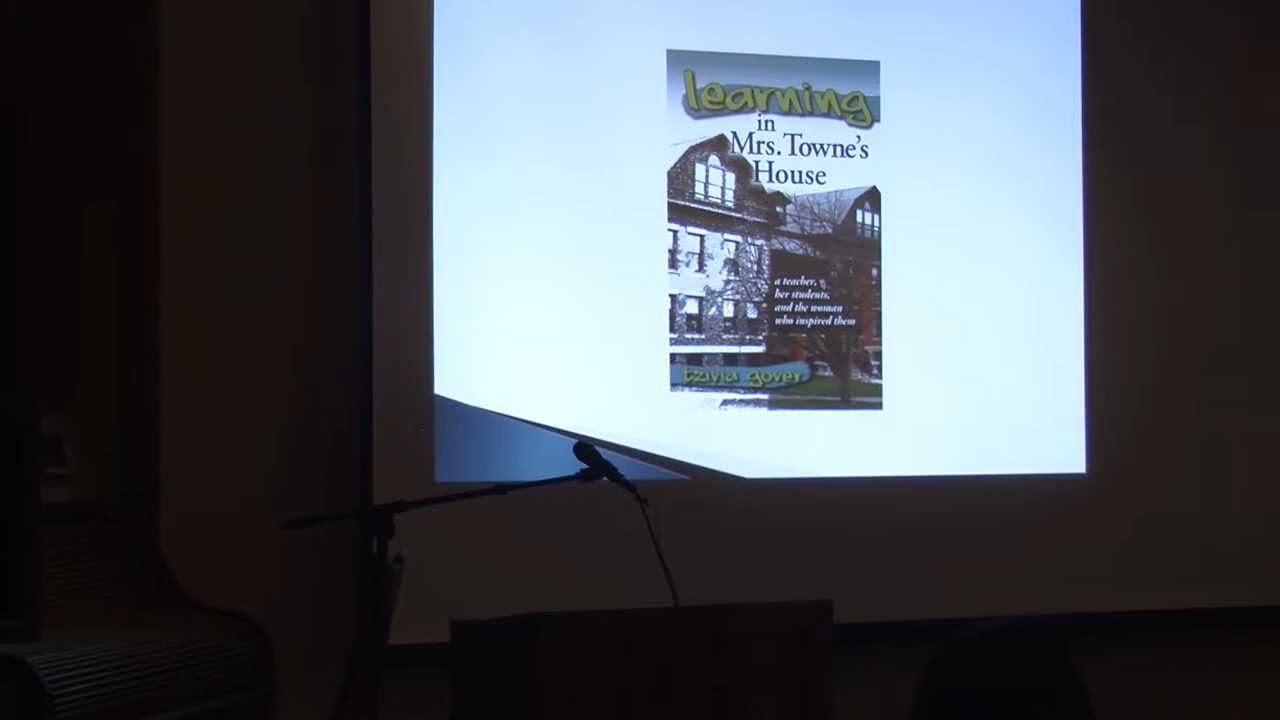 learning
in
Mrs. Towne's
House
a teacher,
her students,
and the woman
who inspired them
tzivia gover